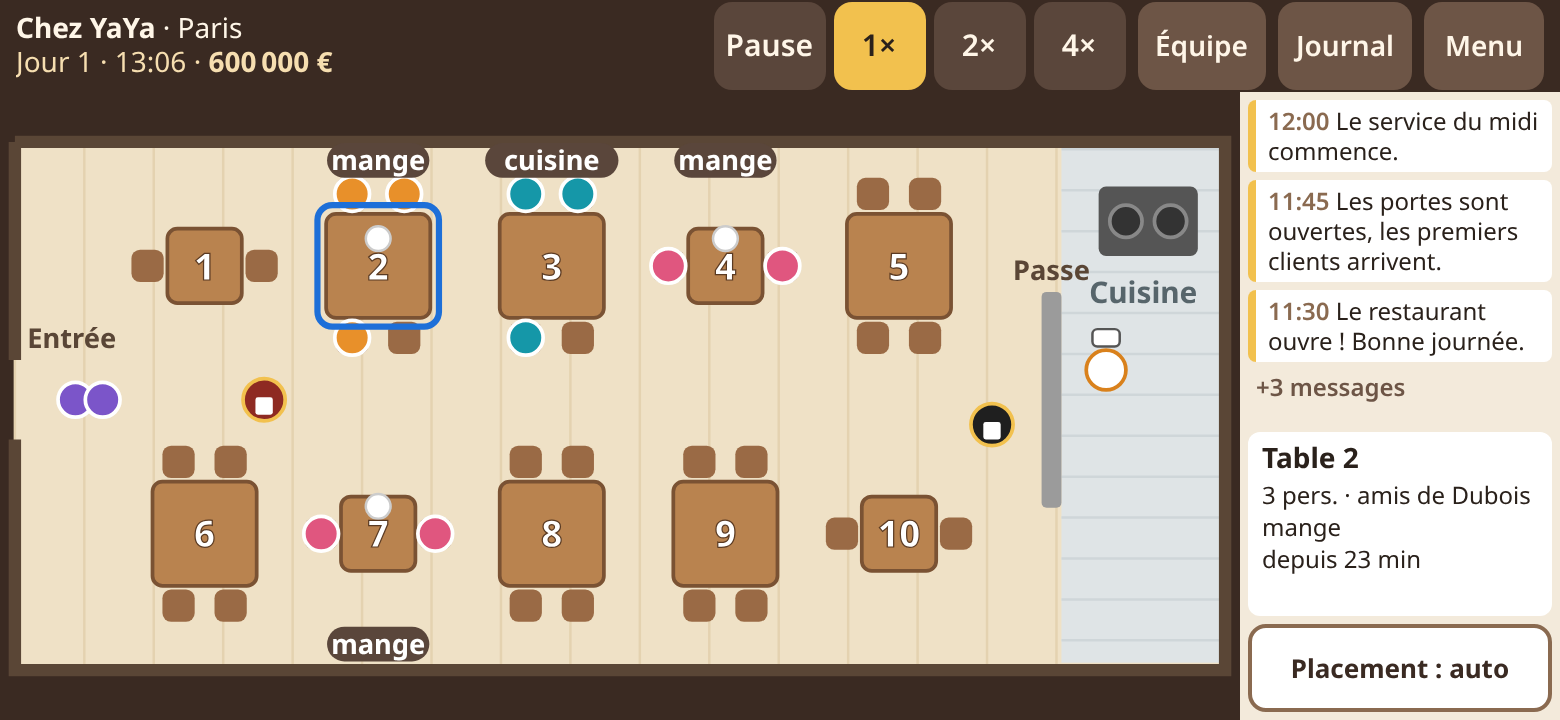 Chez YaYa · Paris
Jour 1 · 13:06 · 600 000 €
Pause
1×
2×
4×
Équipe
Journal
Menu
mange
cuisine
mange
1
2
3
4
5
Passe
Cuisine
Entrée
6
7
8
9
10
mange
12:00 Le service du midi
commence.
11:45 Les portes sont
ouvertes, les premiers
clients arrivent.
11:30 Le restaurant
ouvre ! Bonne journée.
+3 messages
Table 2
3 pers. · amis de Dubois
mange
depuis 23 min
Placement : auto